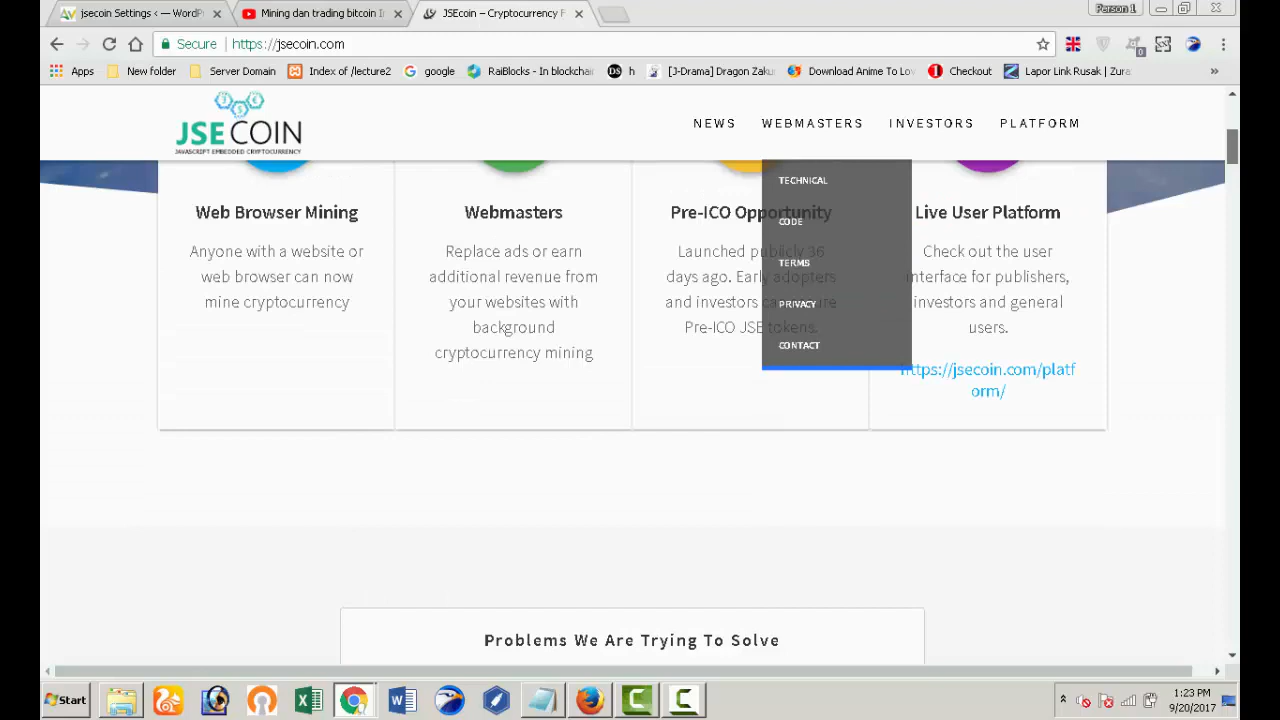 jsecoin Settings < — WordP
Mining dan trading bitcoin I
JSEcoin – Cryptocurrency F
Person 1
Secure
https://jsecoin.com
0
Apps
New folder
Server Domain
Index of /lecture2
google
RaiBlocks - In blockchai
DS
h
[J-Drama] Dragon Zaku
Download Anime To Lov
Checkout
Lapor Link Rusak | Zura
»
JSECOIN
JAVASCRIPT EMBEDDED CRYPTOCURRENCY
NEWS
WEBMASTERS
INVESTORS
PLATFORM
TECHNICAL
CODE
TERMS
PRIVACY
CONTACT
Web Browser Mining
Anyone with a website or
web browser can now
mine cryptocurrency
Webmasters
Replace ads or earn
additional revenue from
your websites with
background
cryptocurrency mining
Pre-ICO Opportunity
Launched publicly 36
days ago. Early adopters
and investors can
Pre-ICO JSE tokens.
Live User Platform
Check out the user
interface for publishers,
investors and general
users.
https://jsecoin.com/platf
orm/
Problems We Are Trying To Solve
Start
1:23 PM
9/20/2017